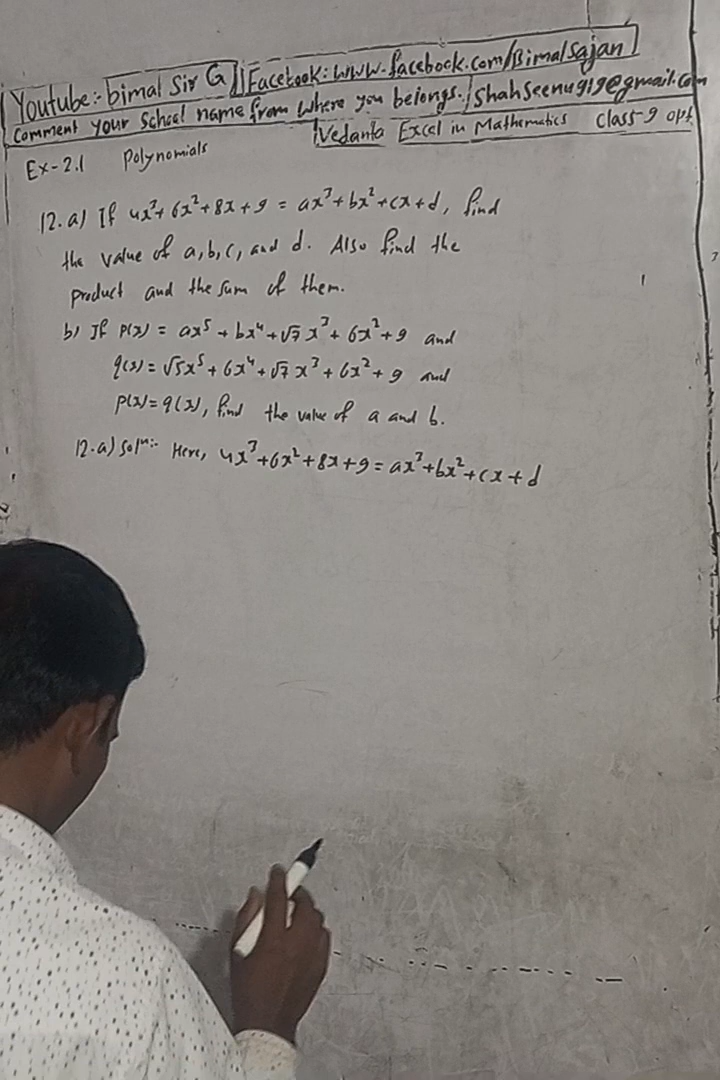 Youtube:- bimal Sir G || Facebook: www.facebook.com/Bimalsajan
Comment your School name from where you belongs. / Shahseenu919@gmail.com
Vedanta Excel in Mathematics Class-9 opt
Ex-2.1 Polynomials
12. a) If 4x³+6x²+8x+9 = ax³+bx²+cx+d, find
the value of a, b, c, and d. Also find the
product and the sum of them.
b) If p(x) = ax⁵+bx⁴+√7x³+6x²+9 and
q(x) = √5x⁵+6x⁴+√7x³+6x²+9 and
p(x)=q(x), find the value of a and b.
12.a) Solⁿ:- Here, 4x³+6x²+8x+9 = ax³+bx²+cx+d